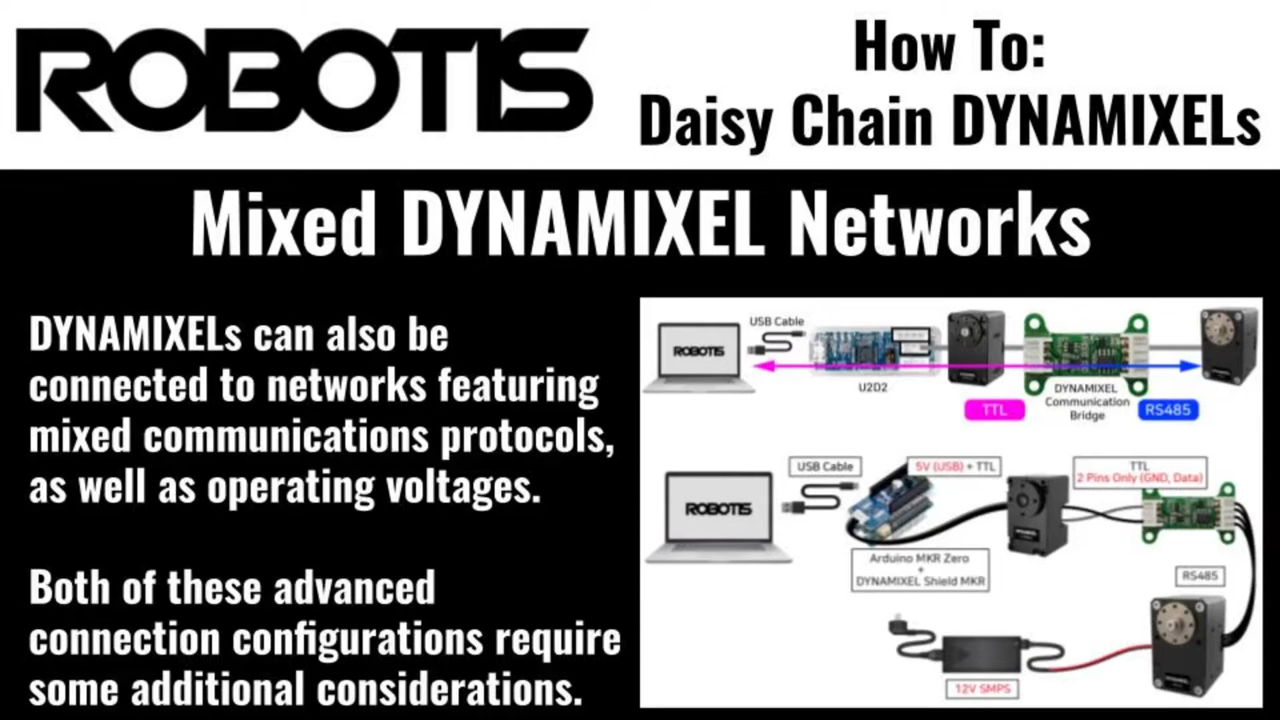 ROBOTIS
How To:
Daisy Chain DYNAMIXELs
Mixed DYNAMIXEL Networks
DYNAMIXELs can also be
connected to networks featuring
mixed communications protocols,
as well as operating voltages.
Both of these advanced
connection configurations require
some additional considerations.
USB Cable
ROBOTIS
U2D2
TTL
DYNAMIXEL
Communication
Bridge
RS485
USB Cable
5V (USB) + TTL
TTL
2 Pins Only (GND, Data)
ROBOTIS
Arduino MKR Zero
+
DYNAMIXEL Shield MKR
RS485
12V SMPS